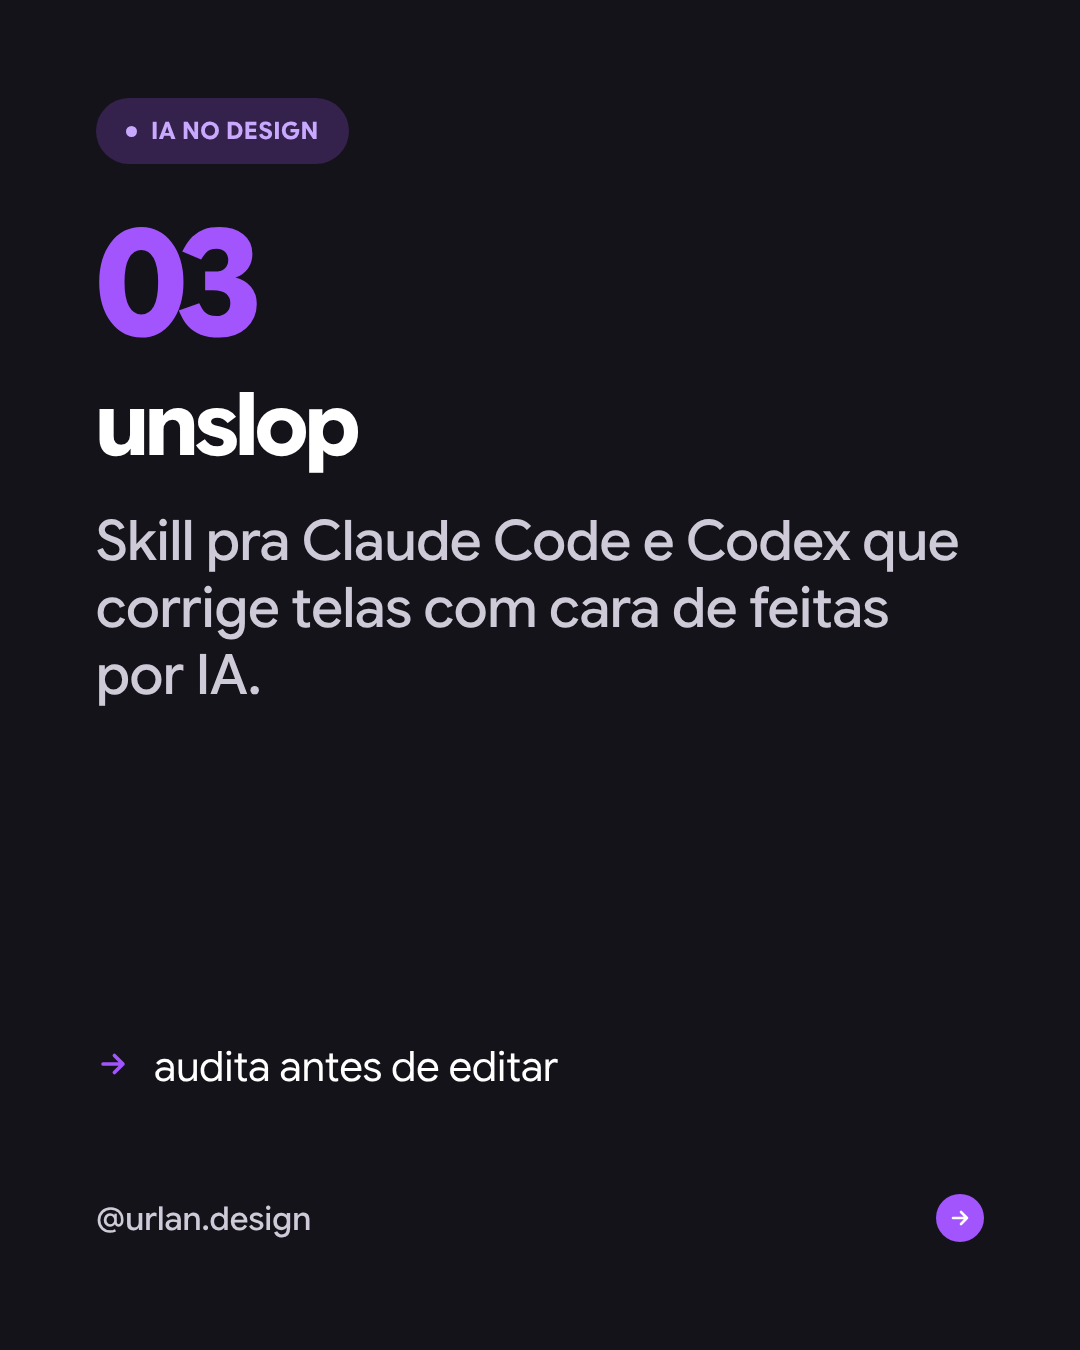 IA NO DESIGN
03
unslop
Skill pra Claude Code e Codex que
corrige telas com cara de feitas
por IA.
→ audita antes de editar
@urlan.design
→